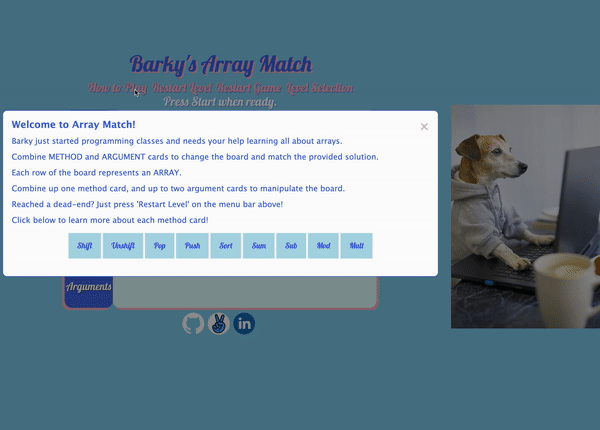 Barky's Array Match
How to Play Restart Level Restart Game Level Selection
Press Start when ready.
Welcome to Array Match!
Barky just started programming classes and needs your help learning all about arrays.
Combine METHOD and ARGUMENT cards to change the board and match the provided solution.
Each row of the board represents an ARRAY.
Combine up one method card, and up to two argument cards to manipulate the board.
Reached a dead-end? Just press 'Restart Level' on the menu bar above!
Click below to learn more about each method card!
Shift Unshift Pop Push Sort Sum Sub Mod Mult
Arguments
in